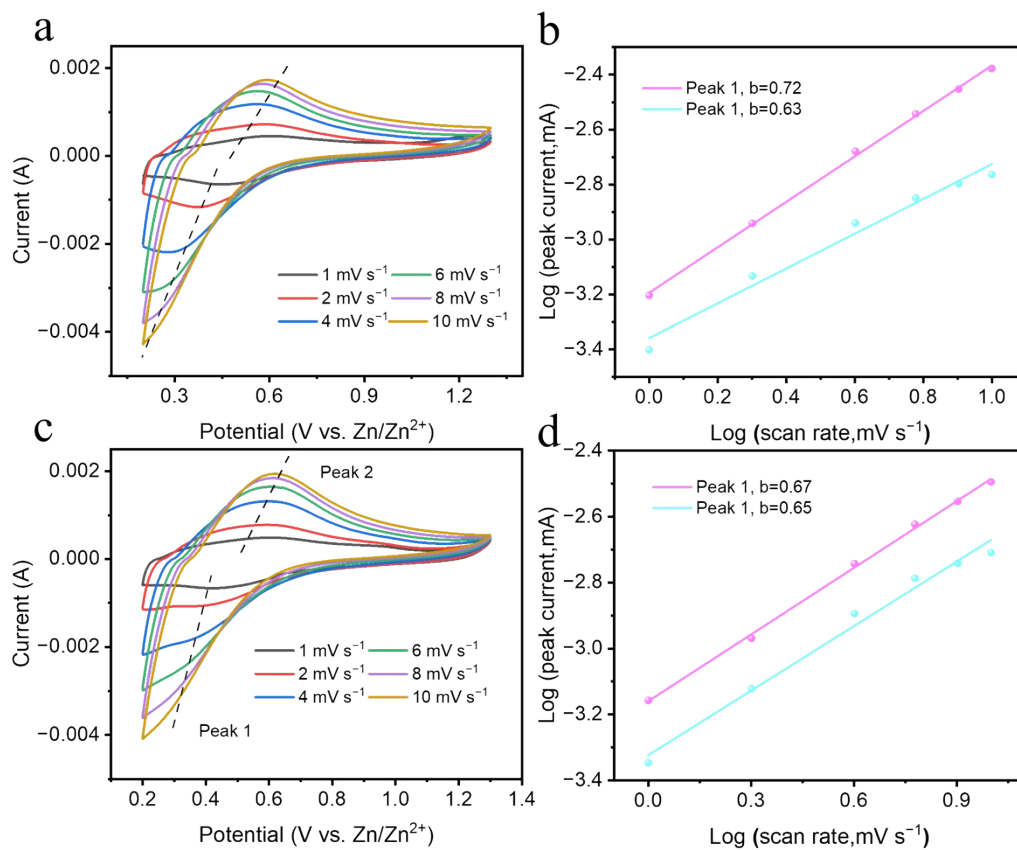 a
0.002
0.000
−0.002
−0.004
Current (A)
1 mV s⁻¹
2 mV s⁻¹
4 mV s⁻¹
6 mV s⁻¹
8 mV s⁻¹
10 mV s⁻¹
0.3 0.6 0.9 1.2
Potential (V vs. Zn/Zn²⁺)
b
−2.4
−2.6
−2.8
−3.0
−3.2
−3.4
Log (peak current,mA)
Peak 1, b=0.72
Peak 1, b=0.63
0.0 0.2 0.4 0.6 0.8 1.0
Log (scan rate,mV s⁻¹)
c
0.002
0.000
−0.002
−0.004
Current (A)
Peak 2
Peak 1
1 mV s⁻¹
2 mV s⁻¹
4 mV s⁻¹
6 mV s⁻¹
8 mV s⁻¹
10 mV s⁻¹
0.2 0.4 0.6 0.8 1.0 1.2 1.4
Potential (V vs. Zn/Zn²⁺)
d
−2.4
−2.6
−2.8
−3.0
−3.2
−3.4
Log (peak current,mA)
Peak 1, b=0.67
Peak 1, b=0.65
0.0 0.3 0.6 0.9
Log (scan rate,mV s⁻¹)